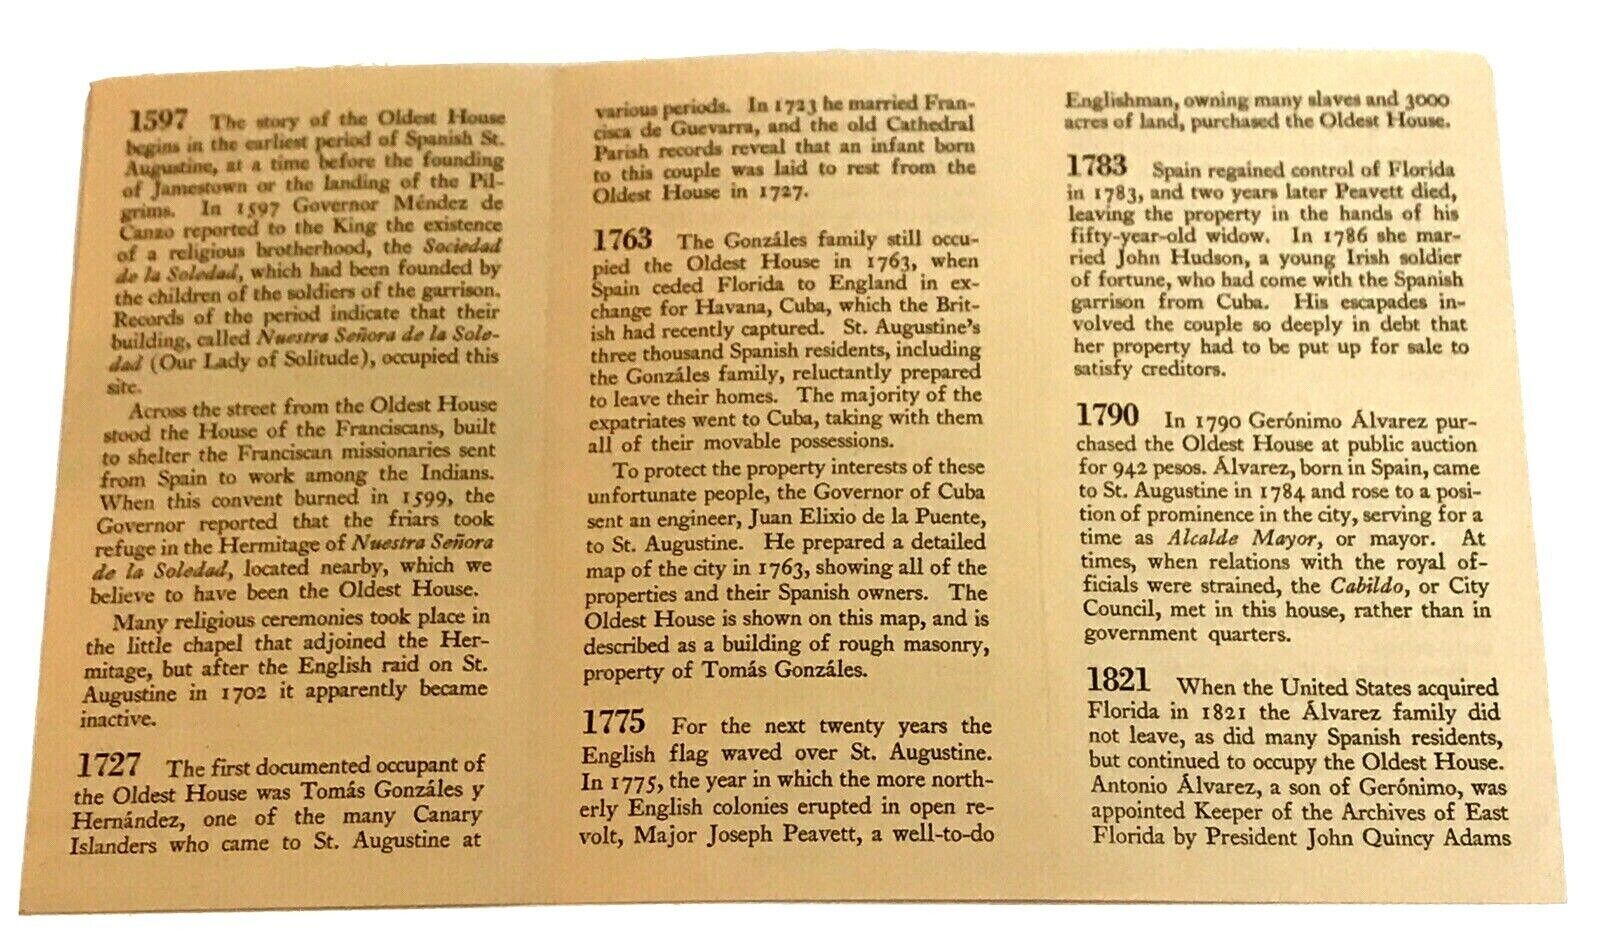 1597 The story of the Oldest House
begins in the earliest period of Spanish St.
Augustine, at a time before the founding
of Jamestown or the landing of the Pil-
grims. In 1597 Governor Méndez de
Canzo reported to the King the existence
of a religious brotherhood, the Sociedad
de la Soledad, which had been founded by
the children of the soldiers of the garrison.
Records of the period indicate that their
building, called Nuestra Señora de la Sole-
dad (Our Lady of Solitude), occupied this
site.
Across the street from the Oldest House
stood the House of the Franciscans, built
to shelter the Franciscan missionaries sent
from Spain to work among the Indians.
When this convent burned in 1599, the
Governor reported that the friars took
refuge in the Hermitage of Nuestra Señora
de la Soledad, located nearby, which we
believe to have been the Oldest House.
Many religious ceremonies took place in
the little chapel that adjoined the Her-
mitage, but after the English raid on St.
Augustine in 1702 it apparently became
inactive.
1727 The first documented occupant of
the Oldest House was Tomás Gonzáles y
Hernández, one of the many Canary
Islanders who came to St. Augustine at
various periods. In 1723 he married Fran-
cisca de Guevarra, and the old Cathedral
Parish records reveal that an infant born
to this couple was laid to rest from the
Oldest House in 1727.
1763 The Gonzáles family still occu-
pied the Oldest House in 1763, when
Spain ceded Florida to England in ex-
change for Havana, Cuba, which the Brit-
ish had recently captured. St. Augustine's
three thousand Spanish residents, including
the Gonzáles family, reluctantly prepared
to leave their homes. The majority of the
expatriates went to Cuba, taking with them
all of their movable possessions.
To protect the property interests of these
unfortunate people, the Governor of Cuba
sent an engineer, Juan Elixio de la Puente,
to St. Augustine. He prepared a detailed
map of the city in 1763, showing all of the
properties and their Spanish owners. The
Oldest House is shown on this map, and is
described as a building of rough masonry,
property of Tomás Gonzáles.
1775 For the next twenty years the
English flag waved over St. Augustine.
In 1775, the year in which the more north-
erly English colonies erupted in open re-
volt, Major Joseph Peavett, a well-to-do
Englishman, owning many slaves and 3000
acres of land, purchased the Oldest House.
1783 Spain regained control of Florida
in 1783, and two years later Peavett died,
leaving the property in the hands of his
fifty-year-old widow. In 1786 she mar-
ried John Hudson, a young Irish soldier
of fortune, who had come with the Spanish
garrison from Cuba. His escapades in-
volved the couple so deeply in debt that
her property had to be put up for sale to
satisfy creditors.
1790 In 1790 Gerónimo Álvarez pur-
chased the Oldest House at public auction
for 942 pesos. Álvarez, born in Spain, came
to St. Augustine in 1784 and rose to a posi-
tion of prominence in the city, serving for a
time as Alcalde Mayor, or mayor. At
times, when relations with the royal of-
ficials were strained, the Cabildo, or City
Council, met in this house, rather than in
government quarters.
1821 When the United States acquired
Florida in 1821 the Álvarez family did
not leave, as did many Spanish residents,
but continued to occupy the Oldest House.
Antonio Álvarez, a son of Gerónimo, was
appointed Keeper of the Archives of East
Florida by President John Quincy Adams